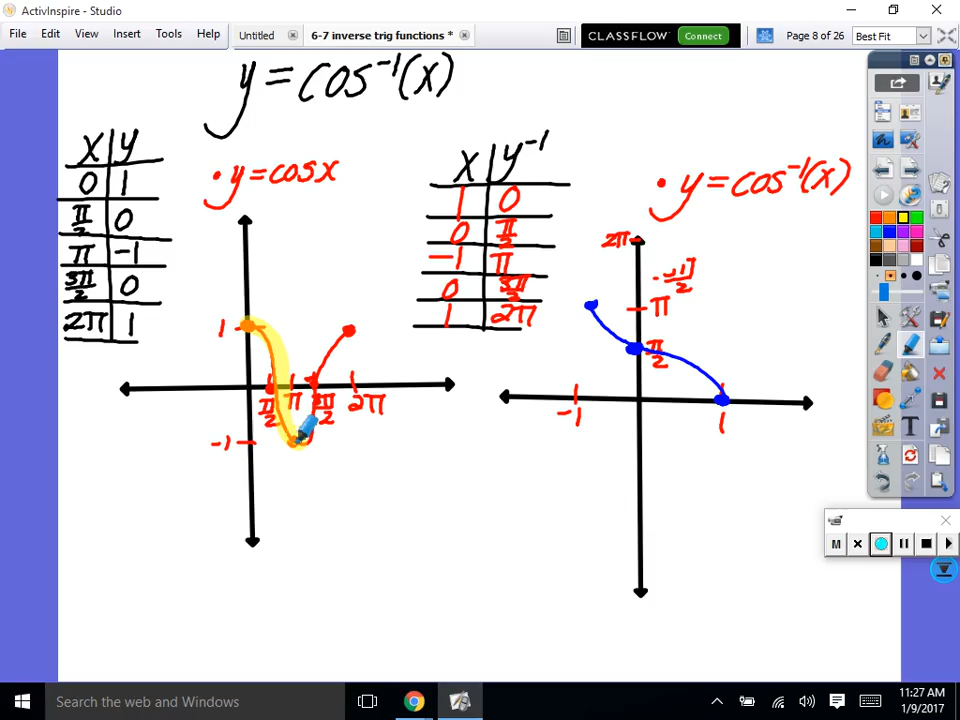 ActivInspire - Studio
File Edit View Insert Tools Help
Untitled
6-7 inverse trig functions *
CLASSFLOW Connect
Page 8 of 26
Best Fit
y = cos⁻¹(x)
x y
0 1
π/2 0
π -1
3π/2 0
2π 1
• y = cosx
1
-1
π/2 π 3π/2 2π
x y⁻¹
1 0
0 π/2
-1 π
0 3π/2
1 2π
• y = cos⁻¹(x)
2π
π
π/2
-1
1
T
M
Search the web and Windows
11:27 AM
1/9/2017